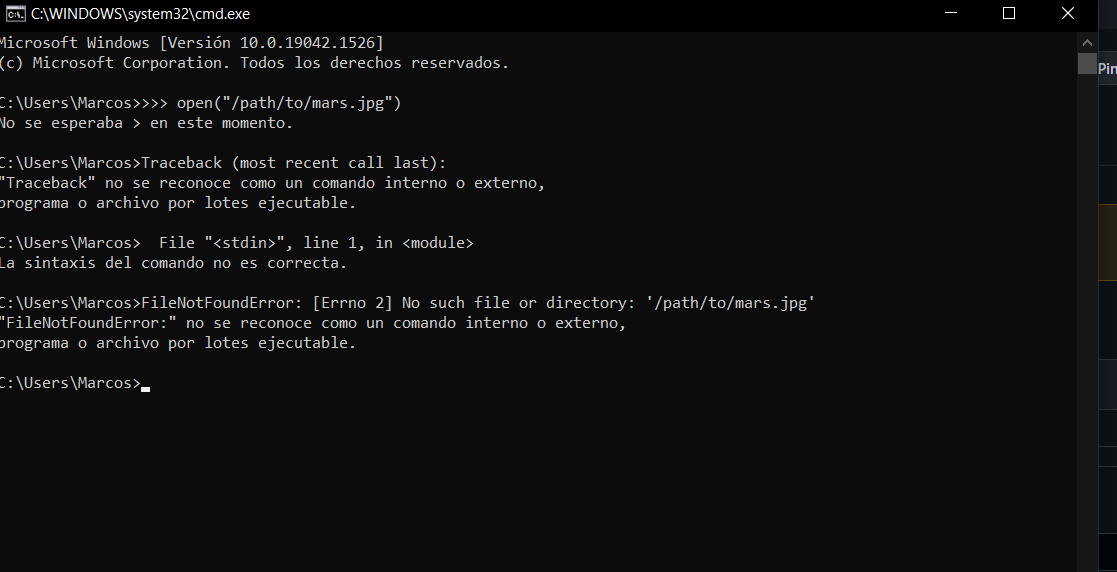 C:\WINDOWS\system32\cmd.exe
Microsoft Windows [Versión 10.0.19042.1526]
(c) Microsoft Corporation. Todos los derechos reservados.
C:\Users\Marcos>>>> open("/path/to/mars.jpg")
No se esperaba > en este momento.
C:\Users\Marcos>Traceback (most recent call last):
"Traceback" no se reconoce como un comando interno o externo,
programa o archivo por lotes ejecutable.
C:\Users\Marcos>  File "<stdin>", line 1, in <module>
La sintaxis del comando no es correcta.
C:\Users\Marcos>FileNotFoundError: [Errno 2] No such file or directory: '/path/to/mars.jpg'
"FileNotFoundError:" no se reconoce como un comando interno o externo,
programa o archivo por lotes ejecutable.
C:\Users\Marcos>
Pin